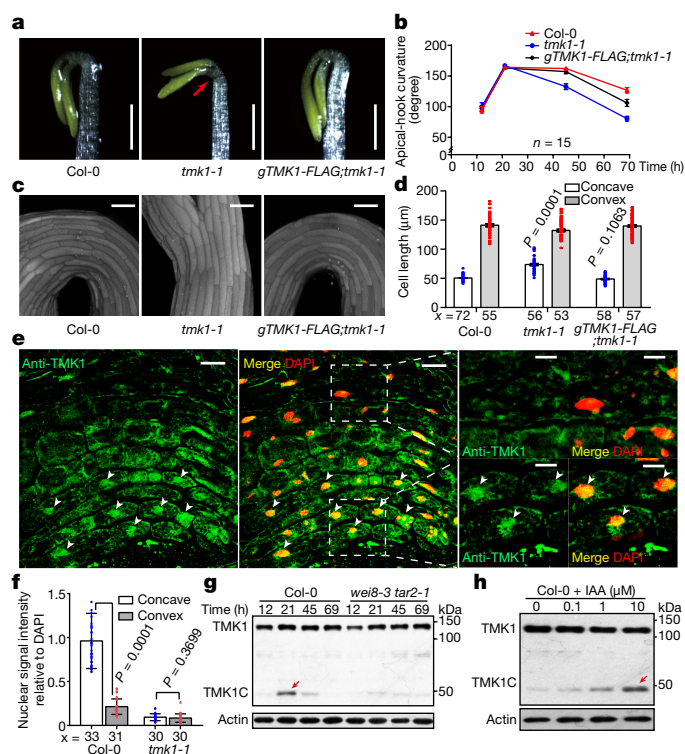 a
Col-0
tmk1-1
gTMK1-FLAG;tmk1-1
b
Apical-hook curvature
(degree)
200
150
100
50
0
0 10 20 30 40 50 60 70 Time (h)
n = 15
Col-0
tmk1-1
gTMK1-FLAG;tmk1-1
c
Col-0
tmk1-1
gTMK1-FLAG;tmk1-1
d
Cell length (μm)
200
150
100
50
0
Concave
Convex
P = 0.0001
P = 0.1063
x = 72 55 56 53 58 57
Col-0
tmk1-1
gTMK1-FLAG
;tmk1-1
e
Anti-TMK1
Merge DAPI
Anti-TMK1
Merge DAPI
Anti-TMK1
Merge DAPI
f
Nuclear signal intensity
relative to DAPI
1.5
1.0
0.5
0
Concave
Convex
P = 0.0001
P = 0.3699
x = 33 31 30 30
Col-0
tmk1-1
g
Col-0
wei8-3 tar2-1
Time (h) 12 21 45 69 12 21 45 69 kDa
TMK1
150
100
TMK1C
50
Actin
h
Col-0 + IAA (μM)
0 0.1 1 10 kDa
TMK1
150
100
TMK1C
50
Actin